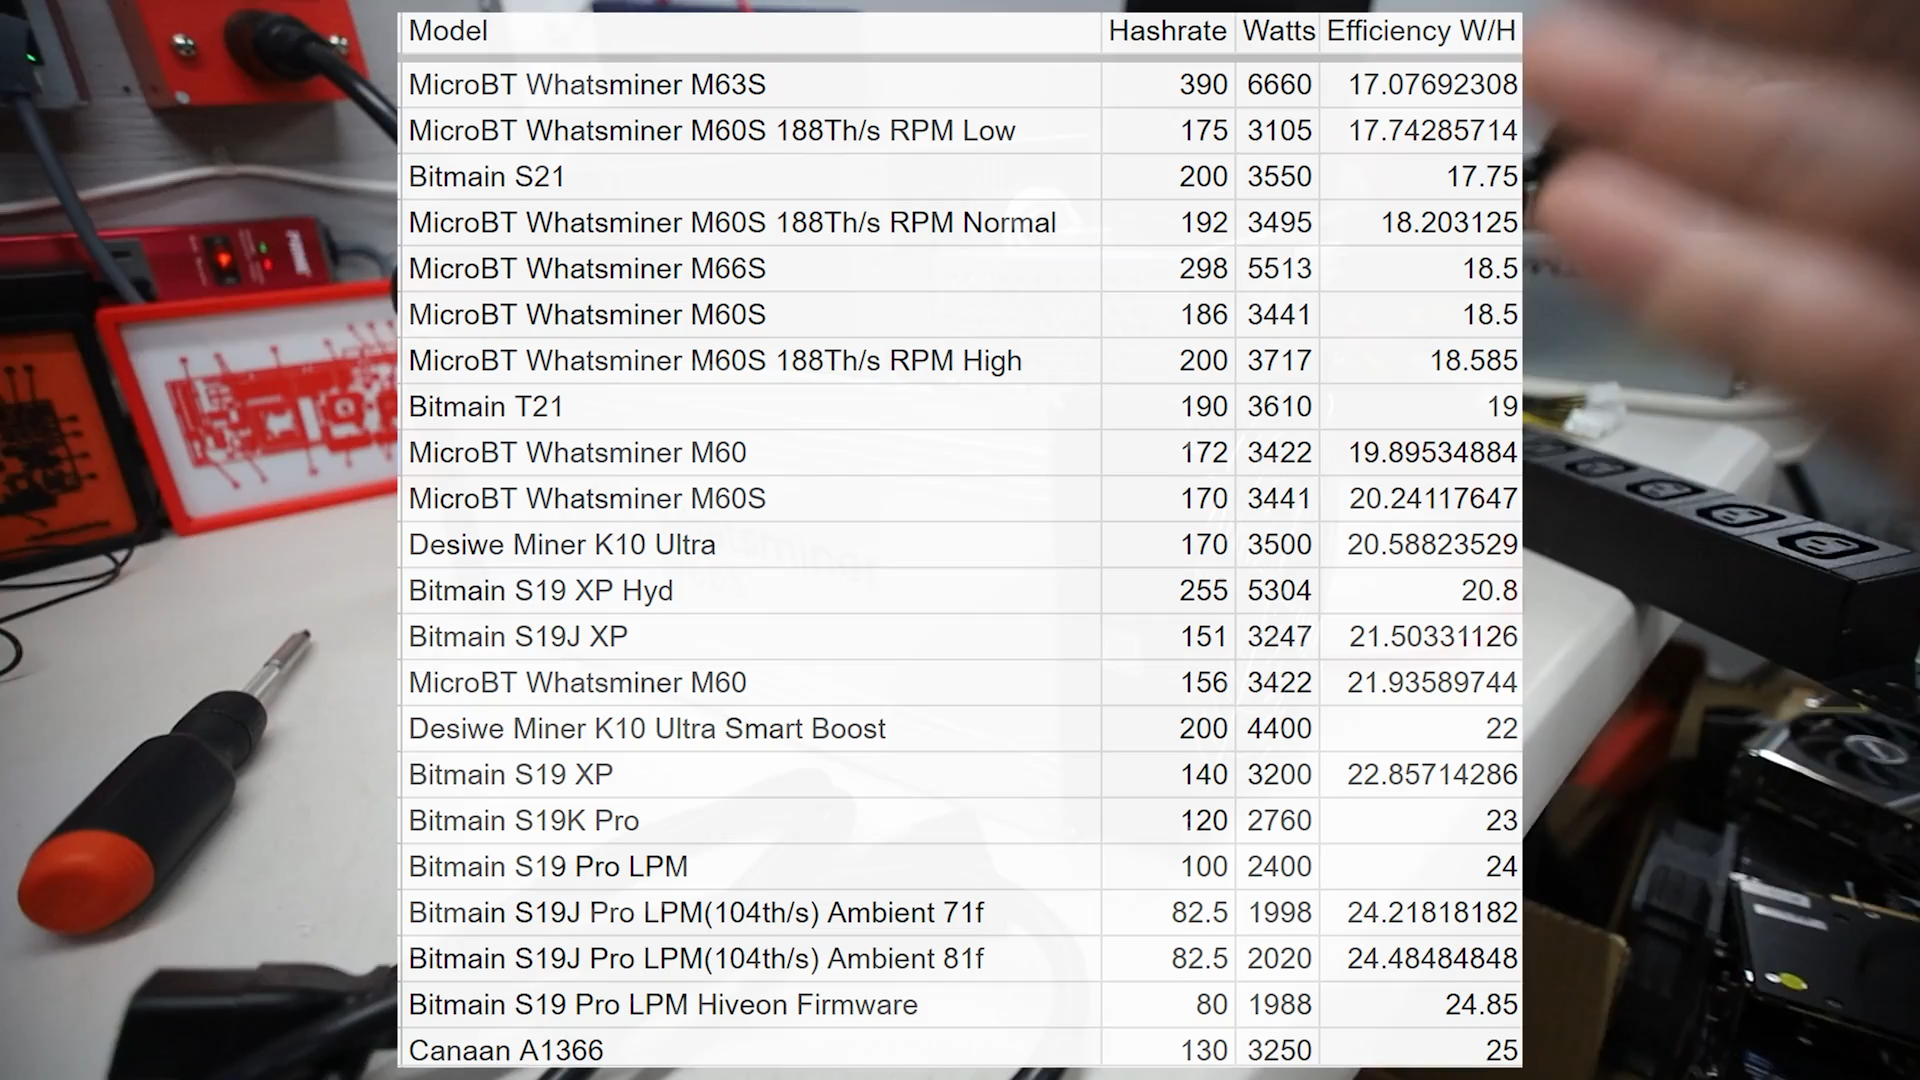 Model Hashrate Watts Efficiency W/H
MicroBT Whatsminer M63S 390 6660 17.07692308
MicroBT Whatsminer M60S 188Th/s RPM Low 175 3105 17.74285714
Bitmain S21 200 3550 17.75
MicroBT Whatsminer M60S 188Th/s RPM Normal 192 3495 18.203125
MicroBT Whatsminer M66S 298 5513 18.5
MicroBT Whatsminer M60S 186 3441 18.5
MicroBT Whatsminer M60S 188Th/s RPM High 200 3717 18.585
Bitmain T21 190 3610 19
MicroBT Whatsminer M60 172 3422 19.89534884
MicroBT Whatsminer M60S 170 3441 20.24117647
Desiwe Miner K10 Ultra 170 3500 20.58823529
Bitmain S19 XP Hyd 255 5304 20.8
Bitmain S19J XP 151 3247 21.50331126
MicroBT Whatsminer M60 156 3422 21.93589744
Desiwe Miner K10 Ultra Smart Boost 200 4400 22
Bitmain S19 XP 140 3200 22.85714286
Bitmain S19K Pro 120 2760 23
Bitmain S19 Pro LPM 100 2400 24
Bitmain S19J Pro LPM(104th/s) Ambient 71f 82.5 1998 24.21818182
Bitmain S19J Pro LPM(104th/s) Ambient 81f 82.5 2020 24.48484848
Bitmain S19 Pro LPM Hiveon Firmware 80 1988 24.85
Canaan A1366 130 3250 25